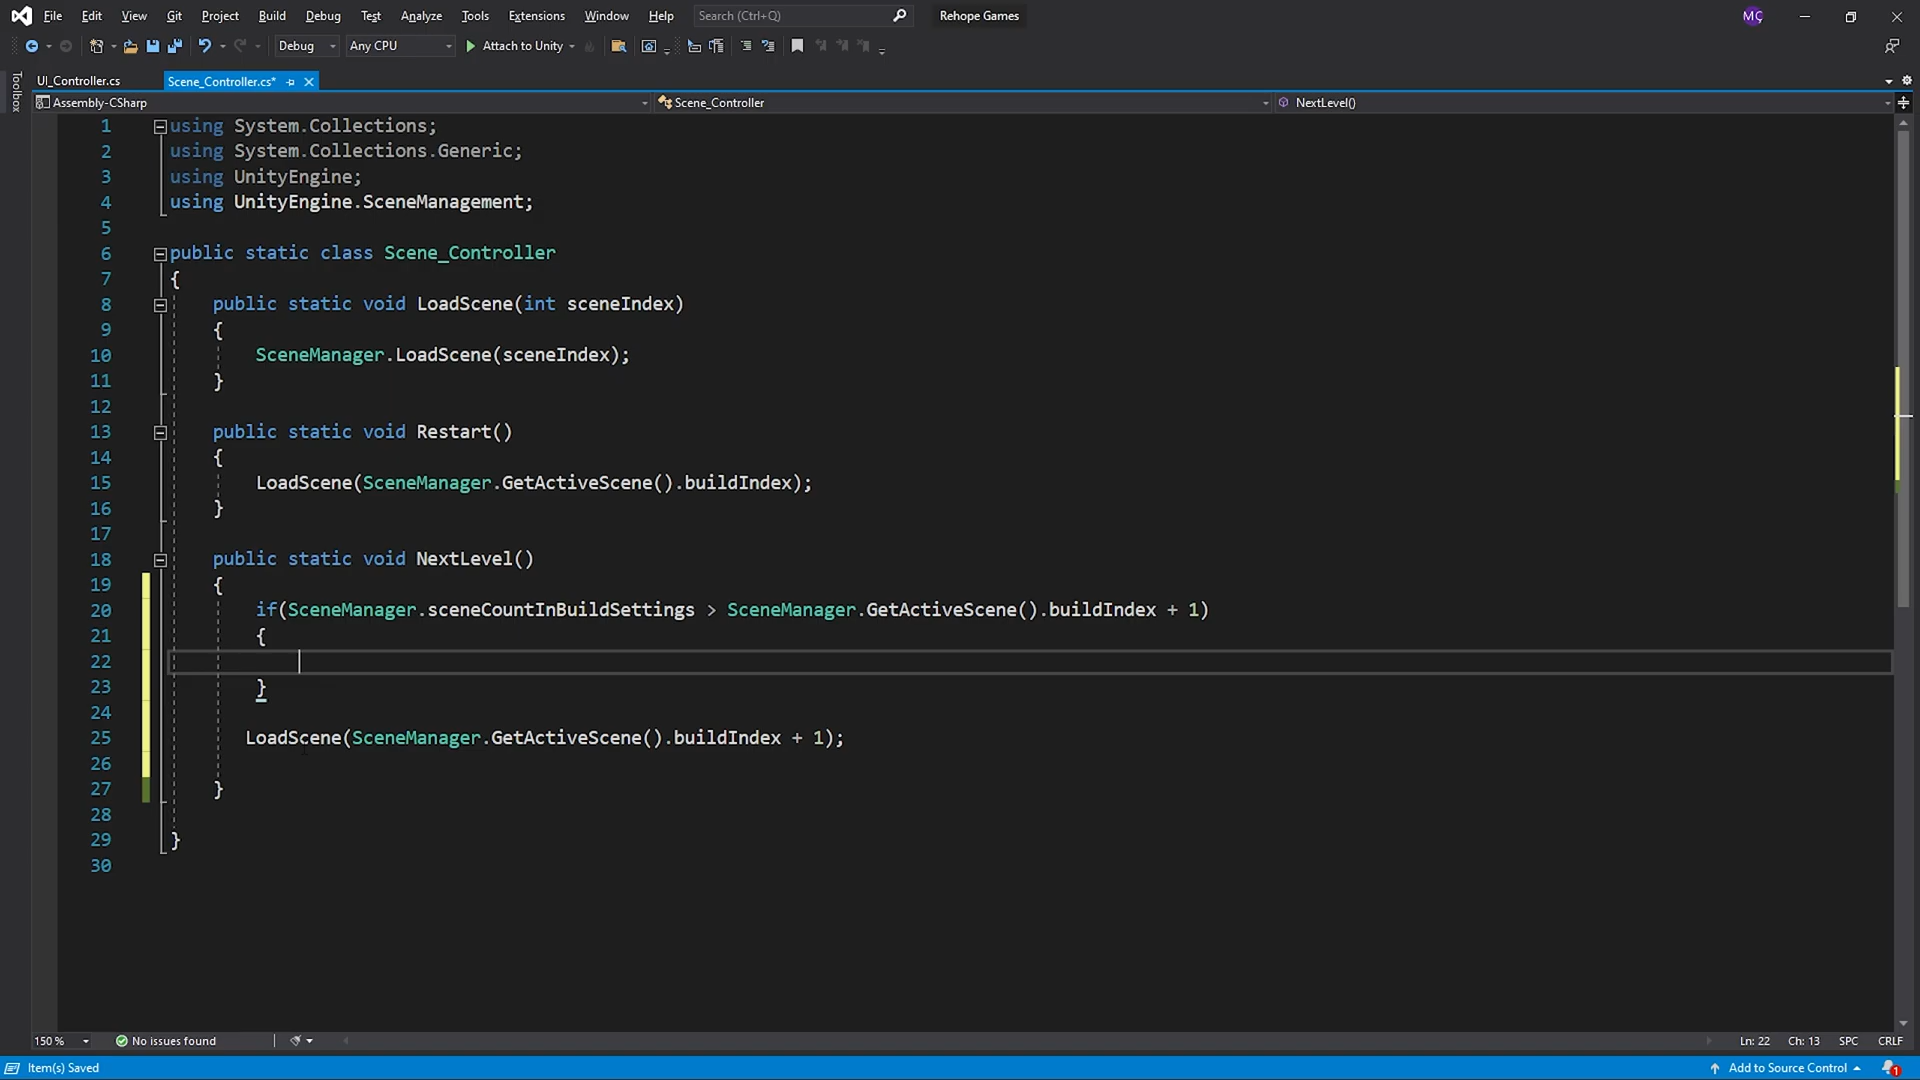 File Edit View Git Project Build Debug Test Analyze Tools Extensions Window Help Search (Ctrl+Q) Rehope Games MÇ
Debug Any CPU Attach to Unity
Toolbox
UI_Controller.cs Scene_Controller.cs*
Assembly-CSharp Scene_Controller NextLevel()
1 using System.Collections;
2 using System.Collections.Generic;
3 using UnityEngine;
4 using UnityEngine.SceneManagement;
5
6 public static class Scene_Controller
7 {
8 public static void LoadScene(int sceneIndex)
9 {
10 SceneManager.LoadScene(sceneIndex);
11 }
12
13 public static void Restart()
14 {
15 LoadScene(SceneManager.GetActiveScene().buildIndex);
16 }
17
18 public static void NextLevel()
19 {
20 if(SceneManager.sceneCountInBuildSettings > SceneManager.GetActiveScene().buildIndex + 1)
21 {
22
23 }
24
25 LoadScene(SceneManager.GetActiveScene().buildIndex + 1);
26
27 }
28
29 }
30
150 % No issues found Ln: 22 Ch: 13 SPC CRLF
Item(s) Saved Add to Source Control 1